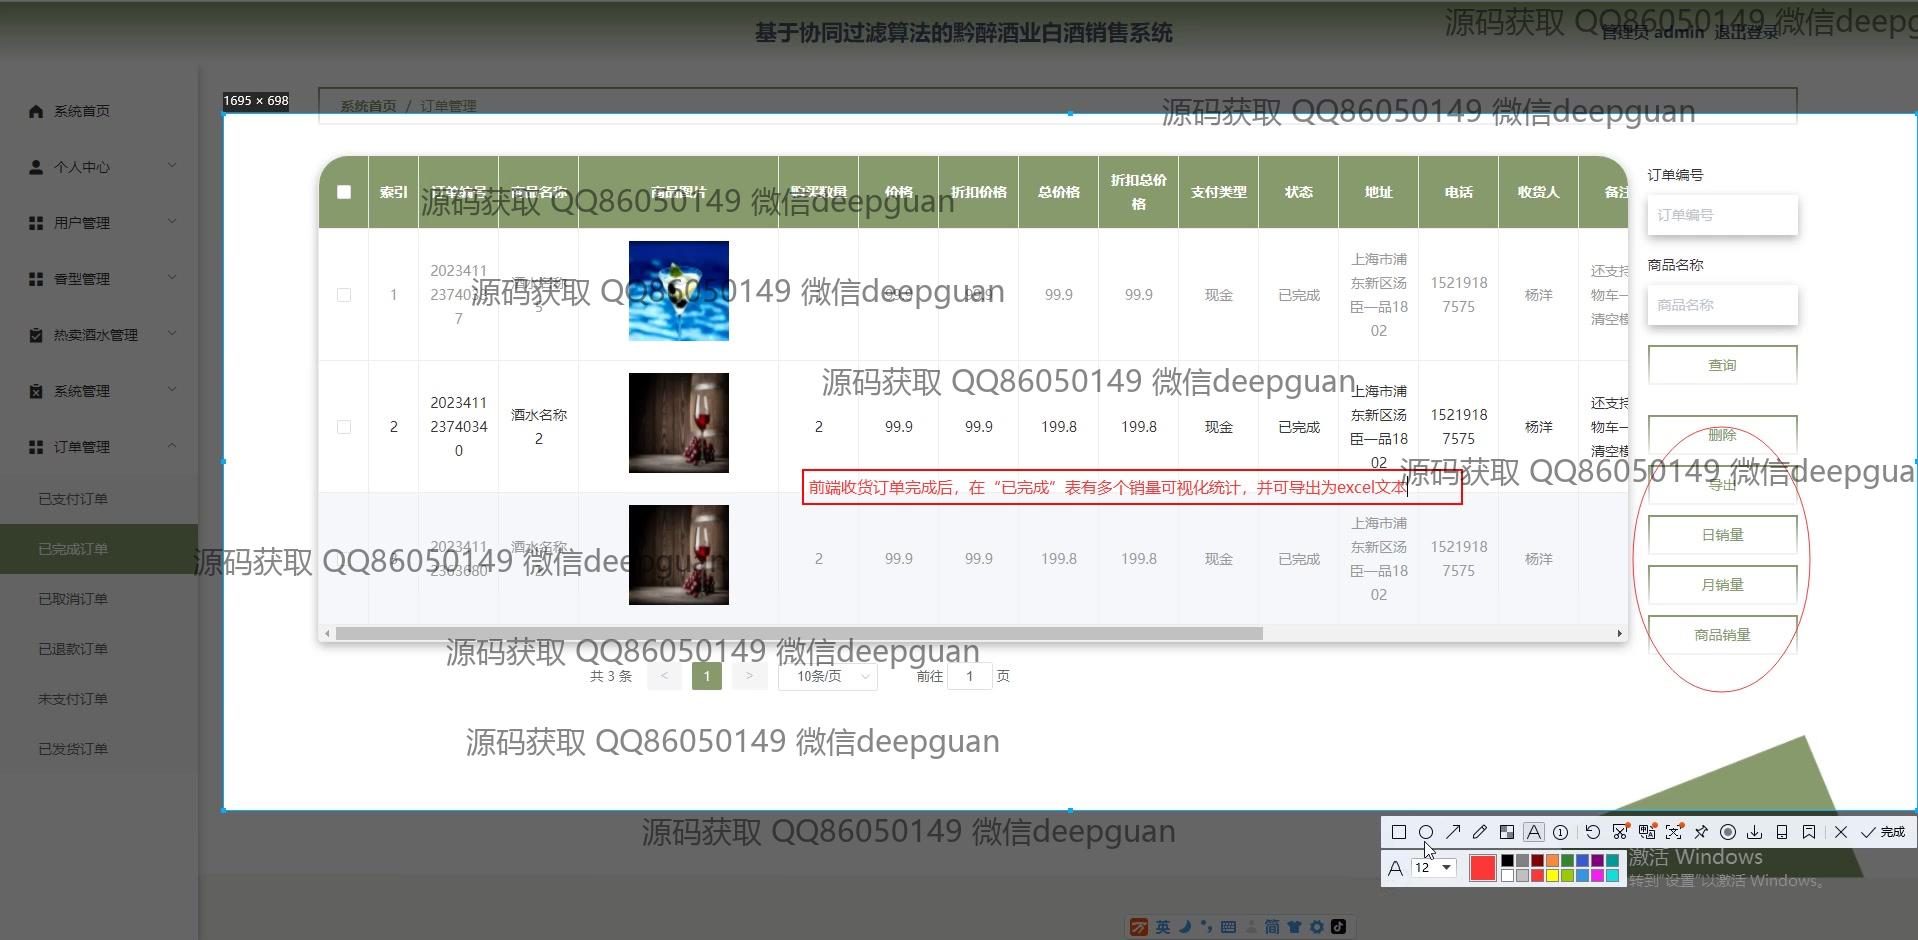 基于协同过滤算法的黔醉酒业白酒销售系统
源码获取 QQ86050149 微信deepg
管理员 admin 退出登录
1695 × 698
系统首页 / 订单管理
源码获取 QQ86050149 微信deepguan
系统首页
个人中心
用户管理
香型管理
热卖酒水管理
系统管理
订单管理
已支付订单
已完成订单
已取消订单
已退款订单
未支付订单
已发货订单
索引 订单编号 商品名称 商品图片 购买数量 价格 折扣价格 总价格 折扣总价格 支付类型 状态 地址 电话 收货人 备注
源码获取 QQ86050149 微信deepguan
1 酒水名称5 99.9 99.9 99.9 99.9 现金 已完成 上海市浦东新区汤臣一品1802 15219187575 杨洋 还支持 物车一 清空模
源码获取 QQ86050149 微信deepguan
源码获取 QQ86050149 微信deepguan
2 202341123740340 酒水名称2 2 99.9 99.9 199.8 199.8 现金 已完成 上海市浦东新区汤臣一品1802 15219187575 杨洋 还支持 物车一 清空模
源码获取 QQ86050149 微信deepgua
前端收货订单完成后，在“已完成”表有多个销量可视化统计，并可导出为excel文本
3 酒水名称2 2 99.9 99.9 199.8 199.8 现金 已完成 上海市浦东新区汤臣一品1802 15219187575 杨洋
源码获取 QQ86050149 微信deepguan
源码获取 QQ86050149 微信deepguan
共 3 条 < 1 > 10条/页 前往 1 页
源码获取 QQ86050149 微信deepguan
源码获取 QQ86050149 微信deepguan
订单编号
订单编号
商品名称
商品名称
查询
删除
导出
日销量
月销量
商品销量
完成
A 12
激活 Windows
转到“设置”以激活 Windows。
英 简